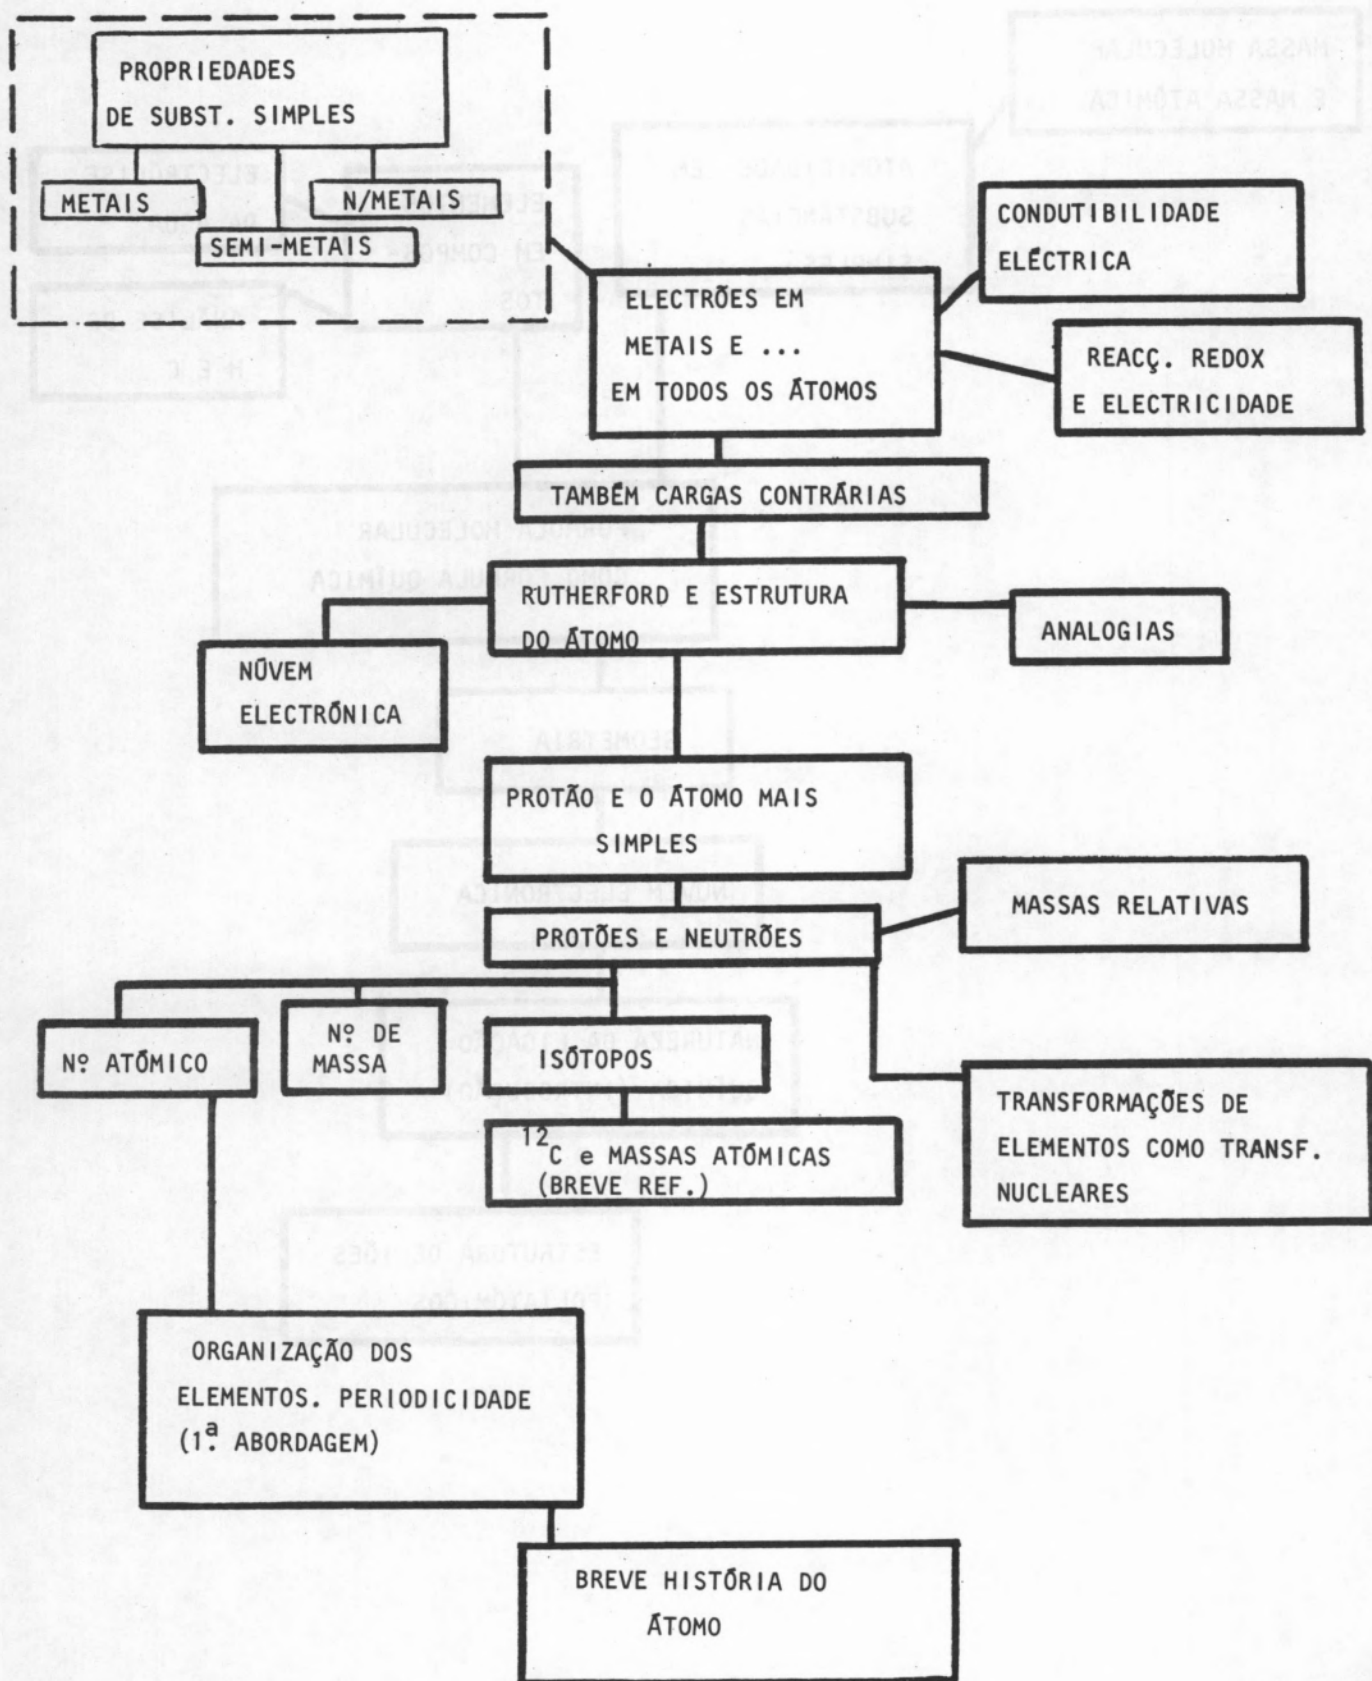 PROPRIEDADES
DE SUBST. SIMPLES
METAIS
N/METAIS
SEMI-METAIS
CONDUTIBILIDADE
ELÉCTRICA
ELECTRÕES EM
METAIS E ...
EM TODOS OS ÁTOMOS
REACÇ. REDOX
E ELECTRICIDADE
TAMBÉM CARGAS CONTRÁRIAS
RUTHERFORD E ESTRUTURA
DO ÁTOMO
ANALOGIAS
NÚVEM
ELECTRÓNICA
PROTÃO E O ÁTOMO MAIS
SIMPLES
MASSAS RELATIVAS
PROTÕES E NEUTRÕES
Nº ATÓMICO
Nº DE
MASSA
ISÓTOPOS
12C e MASSAS ATÓMICAS
(BREVE REF.)
TRANSFORMAÇÕES DE
ELEMENTOS COMO TRANSF.
NUCLEARES
ORGANIZAÇÃO DOS
ELEMENTOS. PERIODICIDADE
(1.ª ABORDAGEM)
BREVE HISTÓRIA DO
ÁTOMO